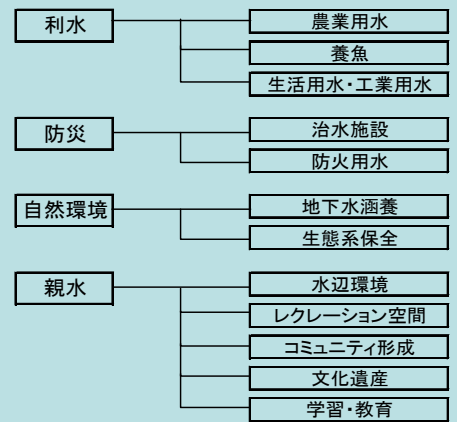 利水
農業用水
養魚
生活用水・工業用水
防災
治水施設
防火用水
自然環境
地下水涵養
生態系保全
親水
水辺環境
レクレーション空間
コミュニティ形成
文化遺産
学習・教育